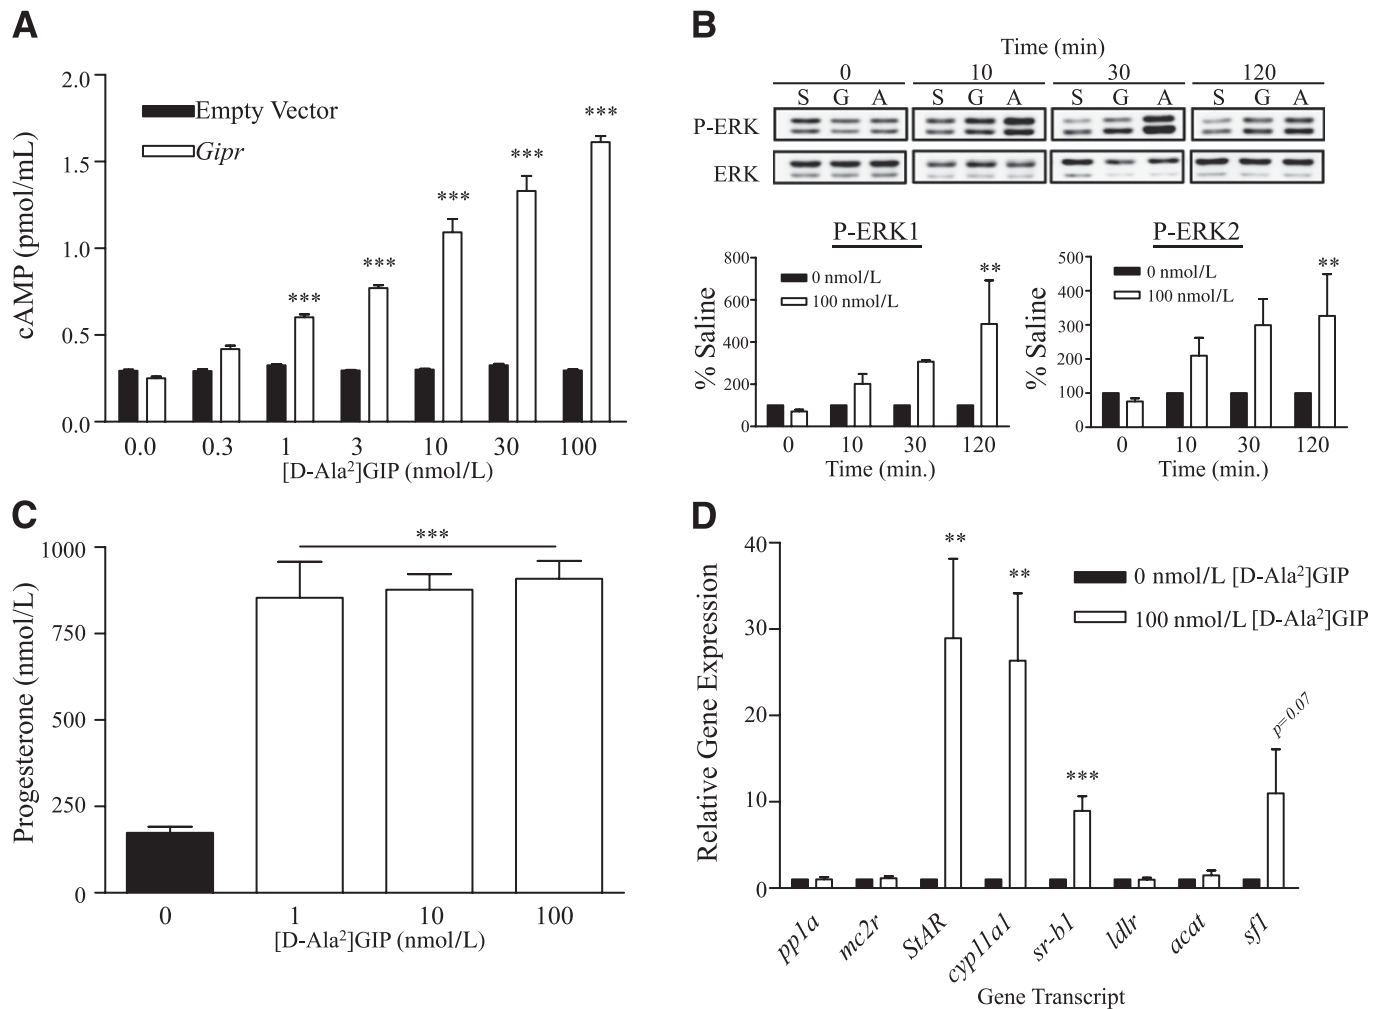 A
2.0
1.5
1.0
0.5
0.0
cAMP (pmol/mL)
Empty Vector
Gipr
***
***
***
***
***
0.0 0.3 1 3 10 30 100
[D-Ala²]GIP (nmol/L)
B
Time (min)
0 10 30 120
S G A S G A S G A S G A
P-ERK
ERK
P-ERK1
800
600
400
200
0
% Saline
0 nmol/L
100 nmol/L
**
0 10 30 120
Time (min.)
P-ERK2
500
400
300
200
100
0
% Saline
0 nmol/L
100 nmol/L
**
0 10 30 120
Time (min.)
C
1000
750
500
250
0
Progesterone (nmol/L)
***
0 1 10 100
[D-Ala²]GIP (nmol/L)
D
40
30
20
10
0
Relative Gene Expression
0 nmol/L [D-Ala²]GIP
100 nmol/L [D-Ala²]GIP
**
**
***
p=0.07
pp1a mc2r StAR cyp11a1 sr-b1 ldlr acat sf1
Gene Transcript